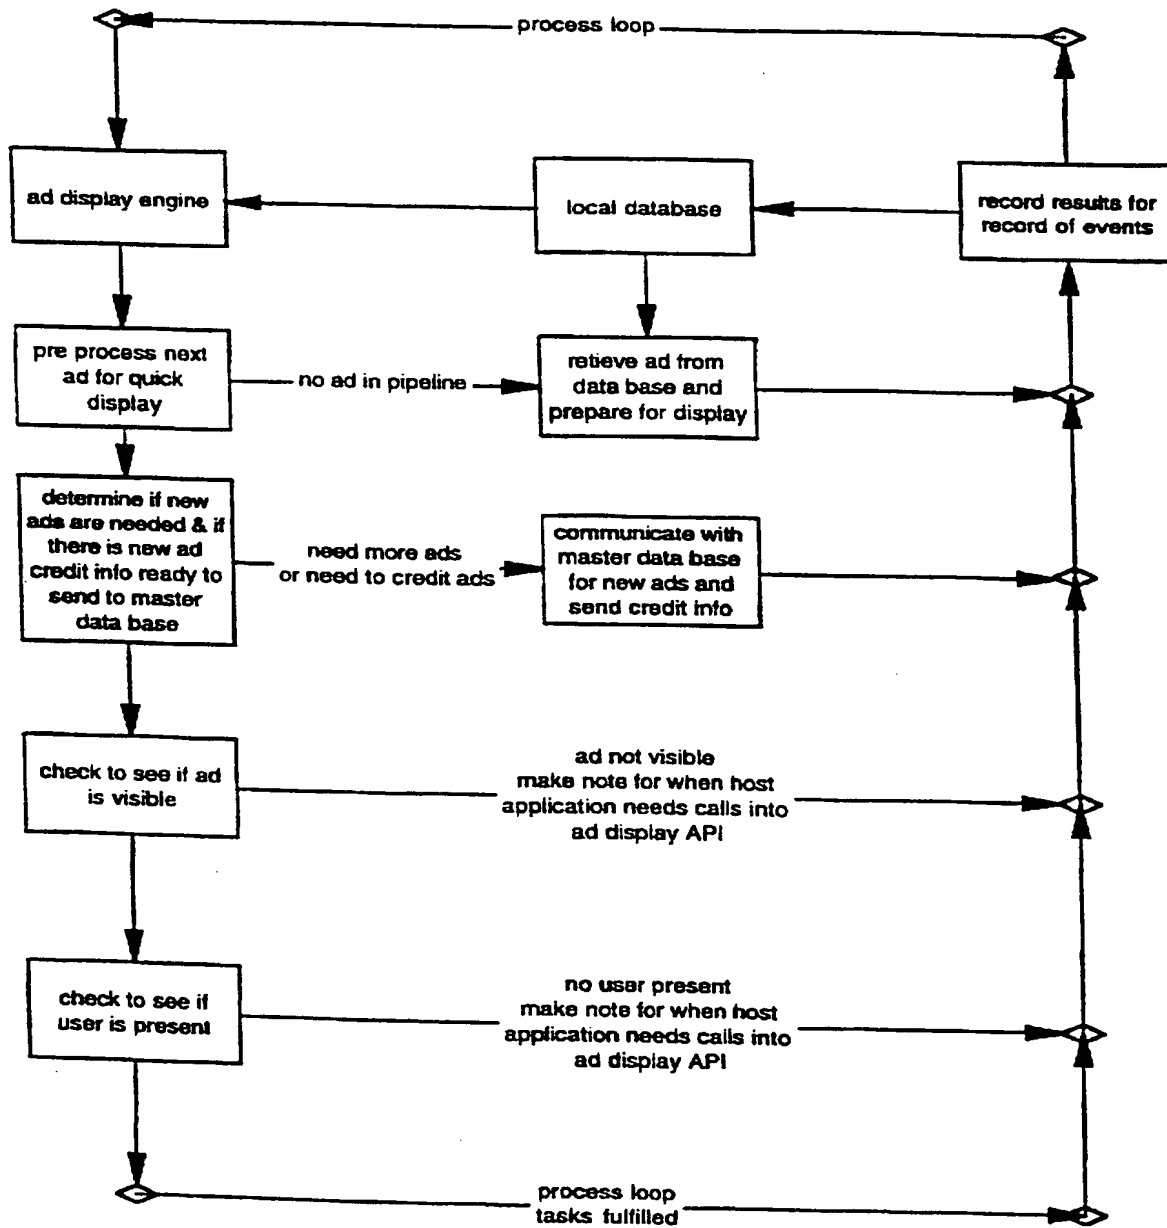 process loop
ad display engine
local database
record results for
record of events
pre process next
ad for quick
display
no ad in pipeline
retieve ad from
data base and
prepare for display
determine if new
ads are needed & if
there is new ad
credit info ready to
send to master
data base
need more ads
or need to credit ads
communicate with
master data base
for new ads and
send credit info
check to see if ad
is visible
ad not visible
make note for when host
application needs calls into
ad display API
check to see if
user is present
no user present
make note for when host
application needs calls into
ad display API
process loop
tasks fulfilled